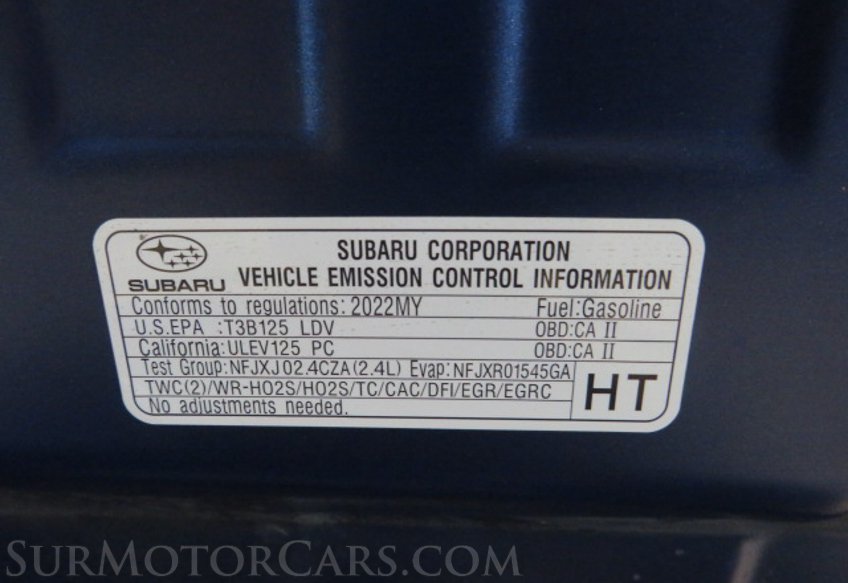 SUBARU CORPORATION
SUBARU VEHICLE EMISSION CONTROL INFORMATION
Conforms to regulations: 2022MY Fuel:Gasoline
U.S.EPA :T3B125 LDV OBD:CA II
California:ULEV125 PC OBD:CA II
Test Group:NFJXJ02.4CZA(2.4L) Evap:NFJXR01545GA
TWC(2)/WR-HO2S/HO2S/TC/CAC/DFI/EGR/EGRC
HT
No adjustments needed.
SURMOTORCARS.COM